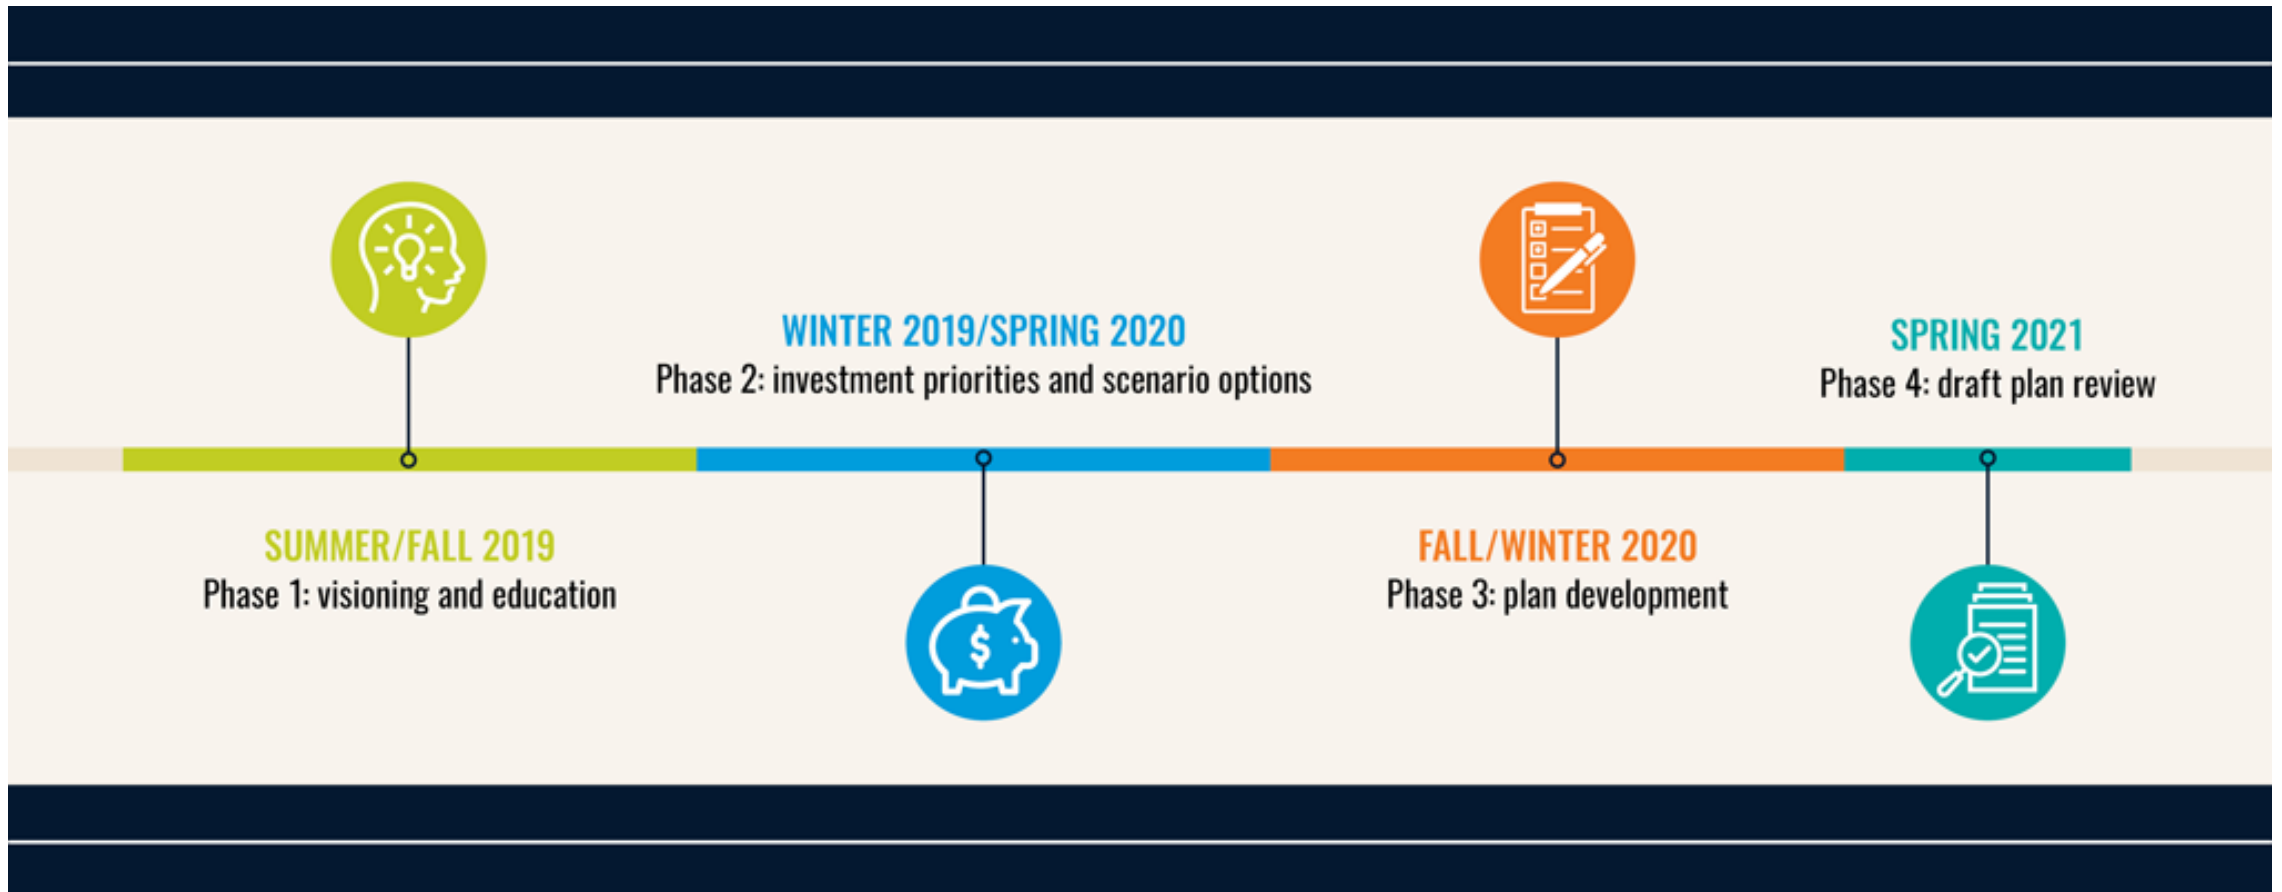 SUMMER/FALL 2019
Phase 1: visioning and education
WINTER 2019/SPRING 2020
Phase 2: investment priorities and scenario options
$
FALL/WINTER 2020
Phase 3: plan development
SPRING 2021
Phase 4: draft plan review